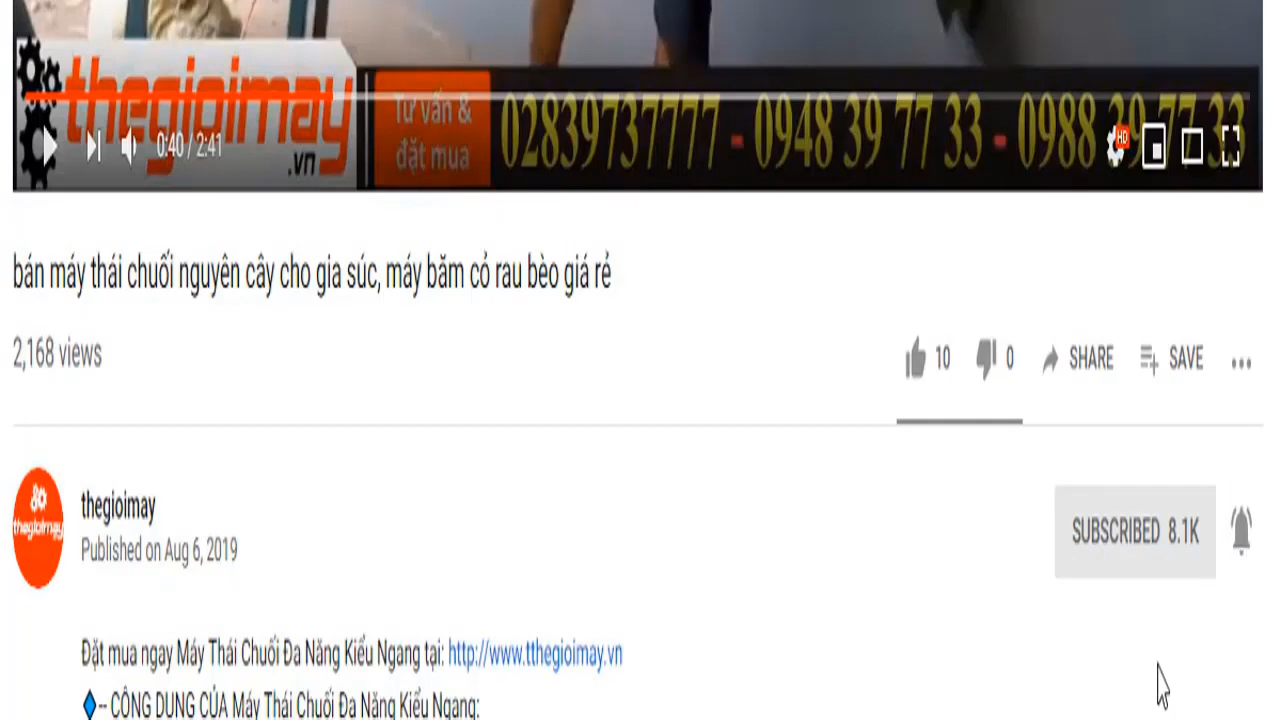 thegioimay
.vn
Tư vấn &
đặt mua
02839737777 - 0948 39 77 33 - 0988 39 77 33
0:40 / 2:41
HD
bán máy thái chuối nguyên cây cho gia súc, máy băm cỏ rau bèo giá rẻ
2,168 views
10 0 SHARE SAVE
thegioimay
thegioimay
Published on Aug 6, 2019
SUBSCRIBED 8.1K
Đặt mua ngay Máy Thái Chuối Đa Năng Kiểu Ngang tại: http://www.tthegioimay.vn
-- CÔNG DỤNG CỦA Máy Thái Chuối Đa Năng Kiểu Ngang: